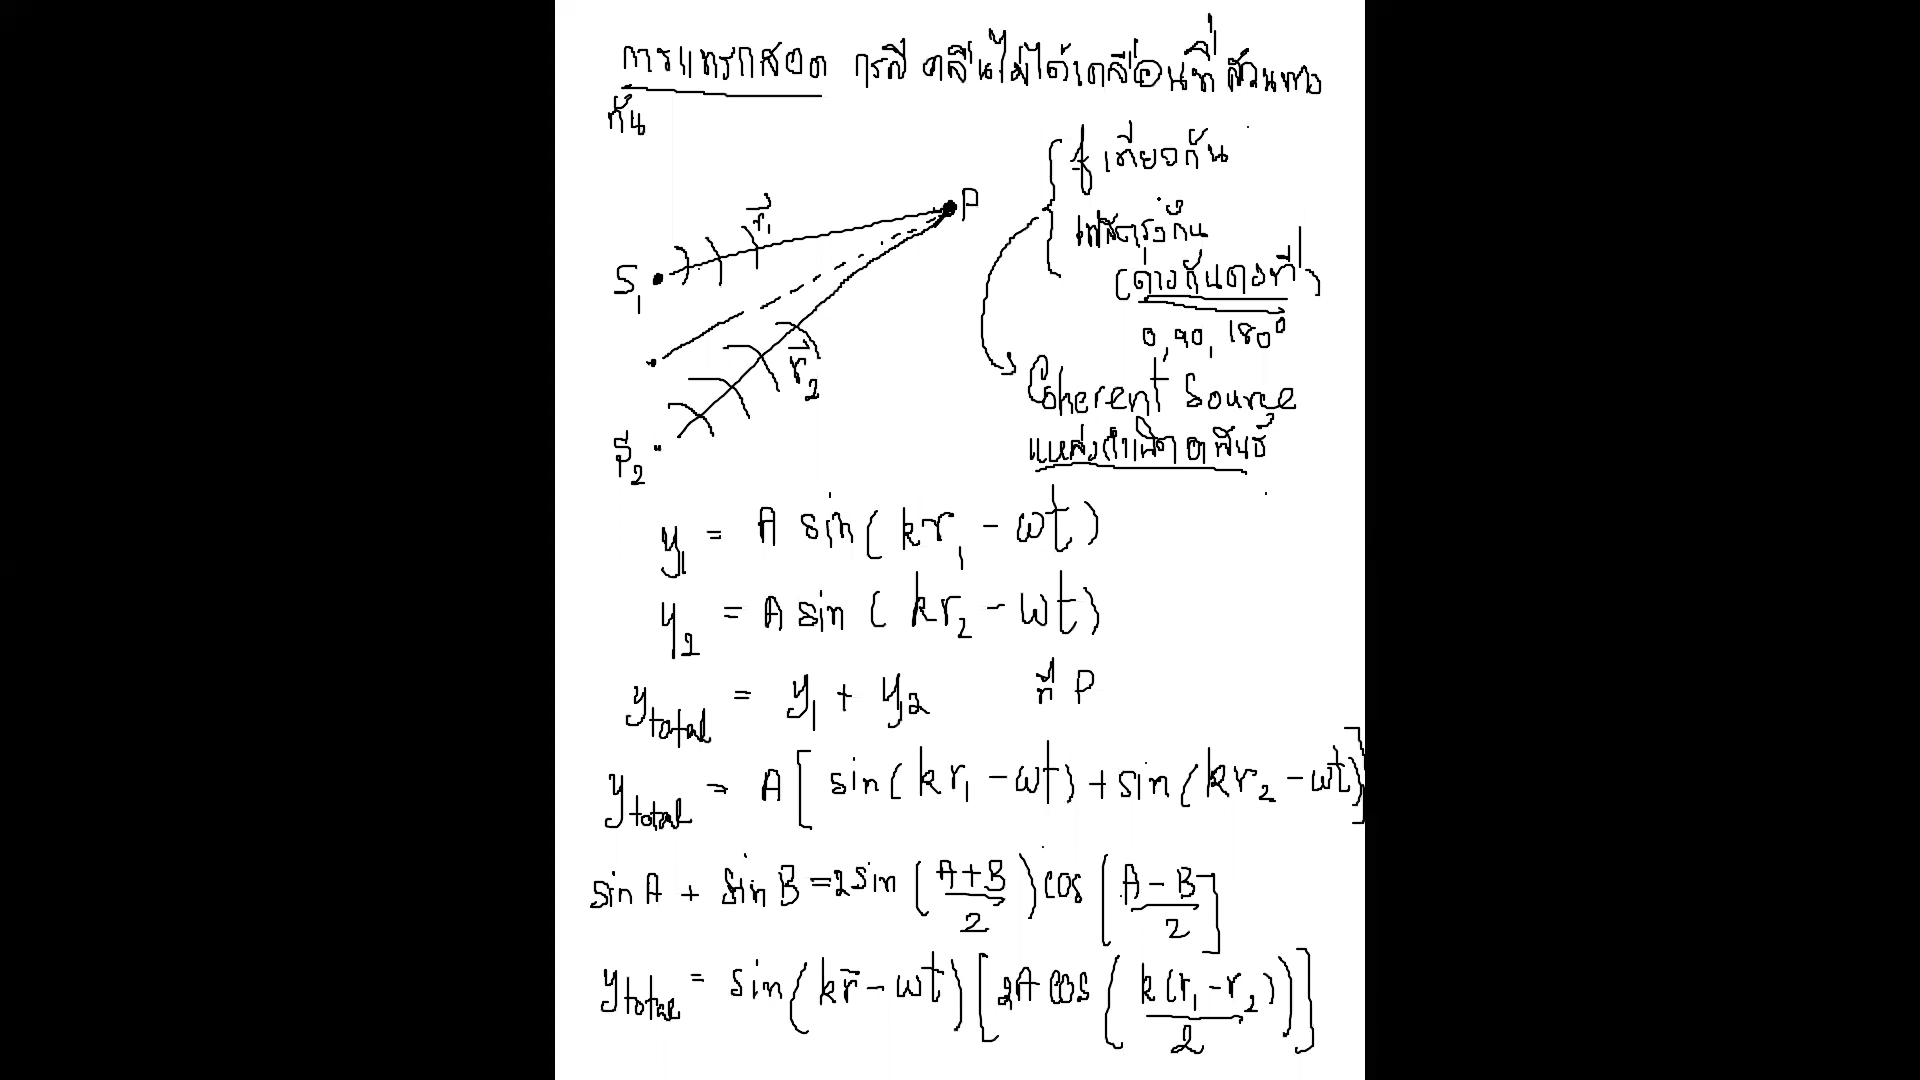 การแทรกสอด กรณี คลื่นไม่ได้เคลื่อนที่สวนทาง
กัน
f เดียวกัน
เฟสตรงกัน
(ต่างกันคงที่)
0, 90, 180°
Coherent Source
แหล่งกำเนิดอาพันธ์
P
r⃗₁
S₁
r⃗₂
S₂
y₁ = A sin(kr₁ - ωt)
y₂ = A sin(kr₂ - ωt)
y_total = y₁ + y₂ ที่ P
y_total = A[sin(kr₁ - ωt) + sin(kr₂ - ωt)]
sin A + sin B = 2 sin(A+B/2) cos[A-B/2]
y_total = sin(kr̄ - ωt)[2A cos(k(r₁-r₂)/2)]